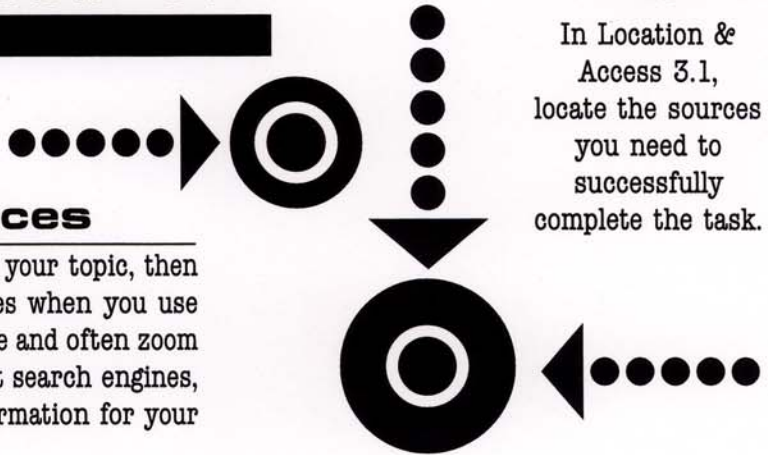 In Location &
Access 3.1,
locate the sources
you need to
successfully
complete the task.
ces
your topic, then
es when you use
e and often zoom
t search engines,
rmation for your